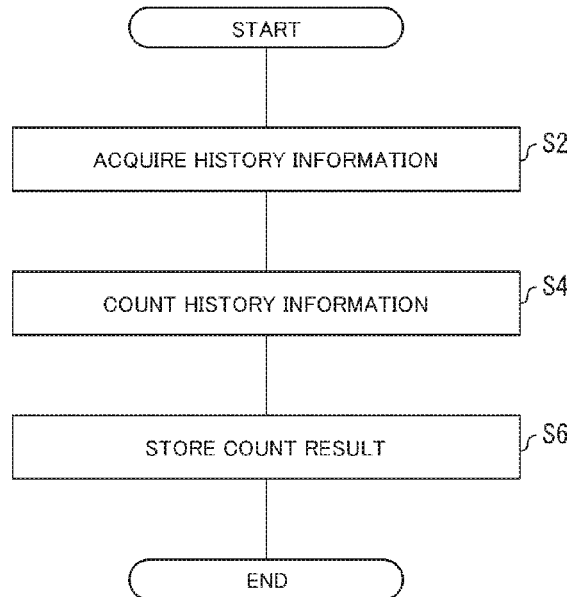 START
ACQUIRE HISTORY INFORMATION
S2
COUNT HISTORY INFORMATION
S4
STORE COUNT RESULT
S6
END